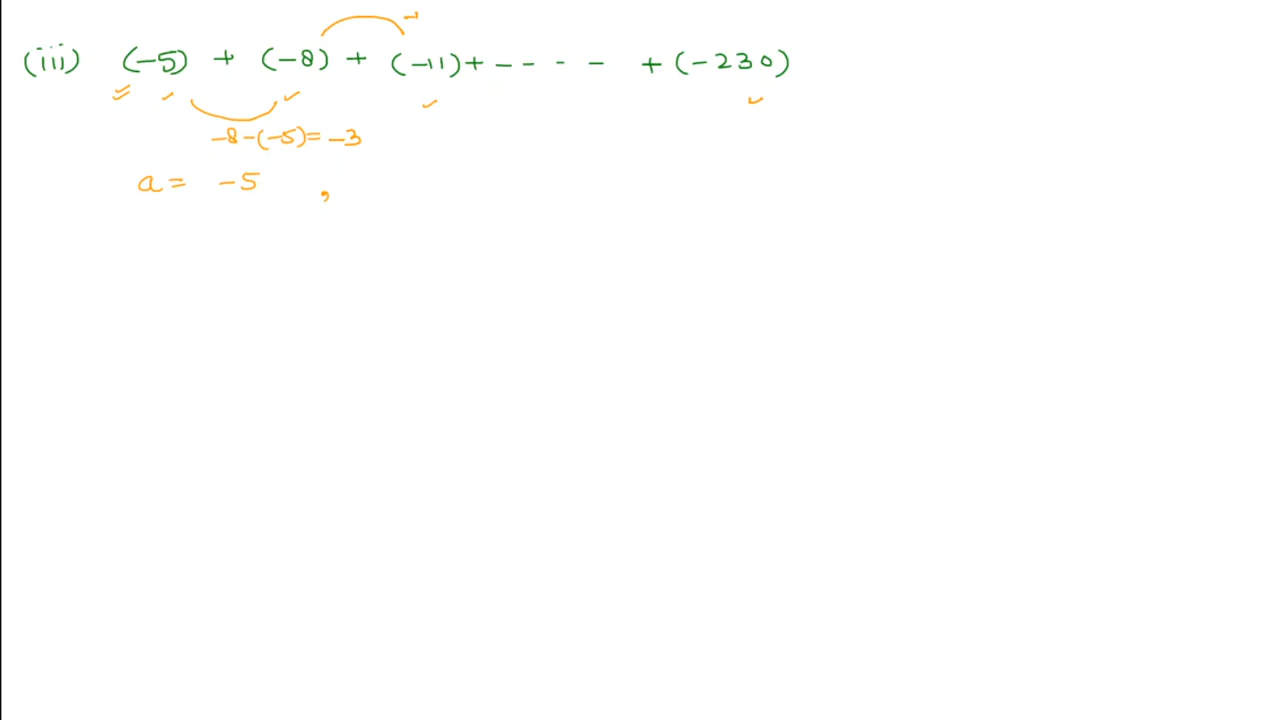 (iii) (-5) + (-8) + (-11) + - - - - + (-230)
-8-(-5)= -3
a = -5 ,